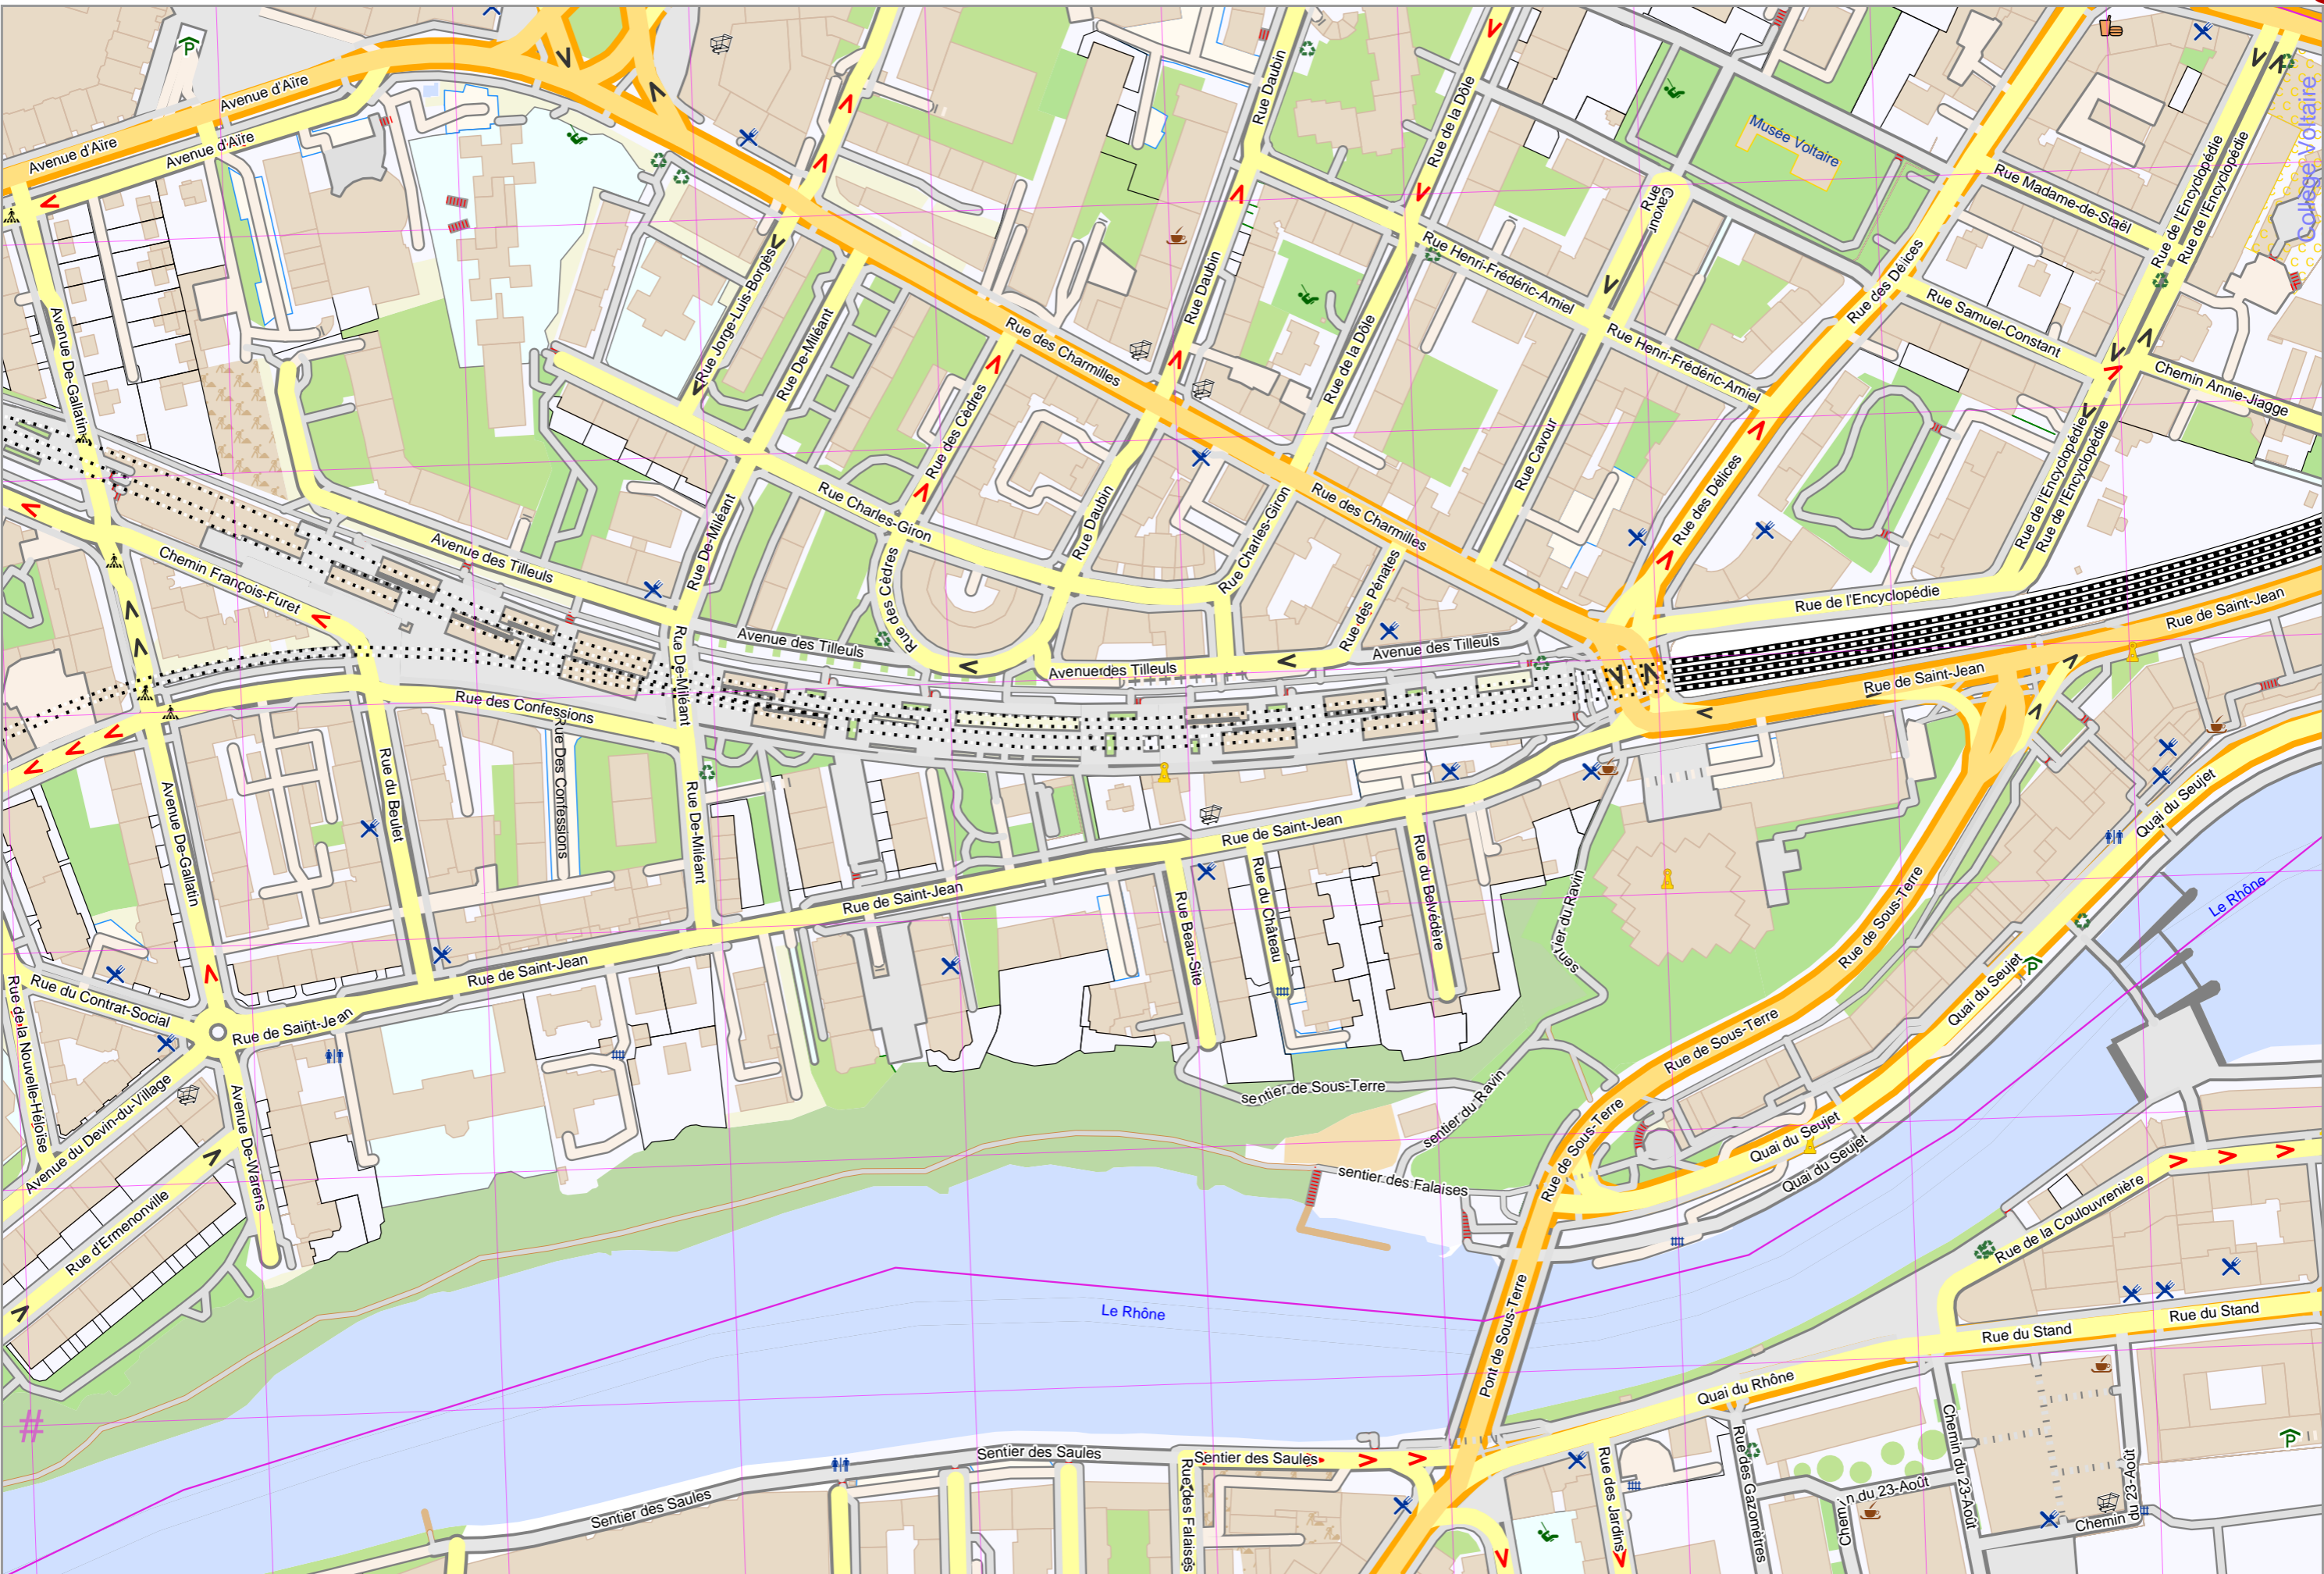 Avenue d'Aïre
Avenue d'Aïre
Avenue d'Aïre
Rue Daubin
Rue de la Dôle
Musée Voltaire
Collège Voltaire
Rue Madame-de-Staël
Rue de l'Encyclopédie
Rue de l'Encyclopédie
Rue Cavour
Rue Henri-Frédéric-Amiel
Rue Henri-Frédéric-Amiel
Rue des Délices
Rue Samuel-Constant
Chemin Annie-Jiagge
Avenue De-Gallatin
Rue Jorge-Luis-Borgès
Rue De-Miléant
Rue des Charmilles
Rue Daubin
Rue de la Dôle
Rue des Cèdres
Rue Cavour
Rue des Délices
Rue de l'Encyclopédie
Rue de l'Encyclopédie
Rue Charles-Giron
Rue De-Miléant
Rue Daubin
Rue Charles-Giron
Rue des Charmilles
Chemin François-Furet
Avenue des Tilleuls
Rue des Cèdres
Rue des Pénates
Rue de l'Encyclopédie
Rue de Saint-Jean
Avenue des Tilleuls
Avenue des Tilleuls
Avenue des Tilleuls
Rue de Saint-Jean
Rue De-Miléant
Rue des Confessions
Rue Des Confessions
Rue du Beulet
Avenue De-Gallatin
Rue De-Miléant
Rue de Saint-Jean
Quai du Seujet
Rue de Saint-Jean
Rue Beau-Site
Rue du Château
Rue du Belvédère
sentier du Ravin
Rue de Sous-Terre
Le Rhône
Rue de Saint-Jean
Rue du Contrat-Social
Rue de la Nouvelle-Héloïse
Rue de Saint-Jean
Quai du Seujet
Rue de Sous-Terre
Avenue du Devin-du-Village
Avenue De-Warens
sentier de Sous-Terre
sentier du Ravin
Rue de Sous-Terre
Quai du Seujet
Quai du Seujet
sentier des Falaises
Rue d'Ermenonville
Rue de la Coulouvrenière
Le Rhône
Pont de Sous-Terre
Rue du Stand
Rue du Stand
Quai du Rhône
Sentier des Saules
Sentier des Saules
Sentier des Saules
Rue des Falaises
Rue des Jardins
Rue des Gazomètres
Chemin du 23-Août
Chemin du 23-Août
Chemin du 23-Août